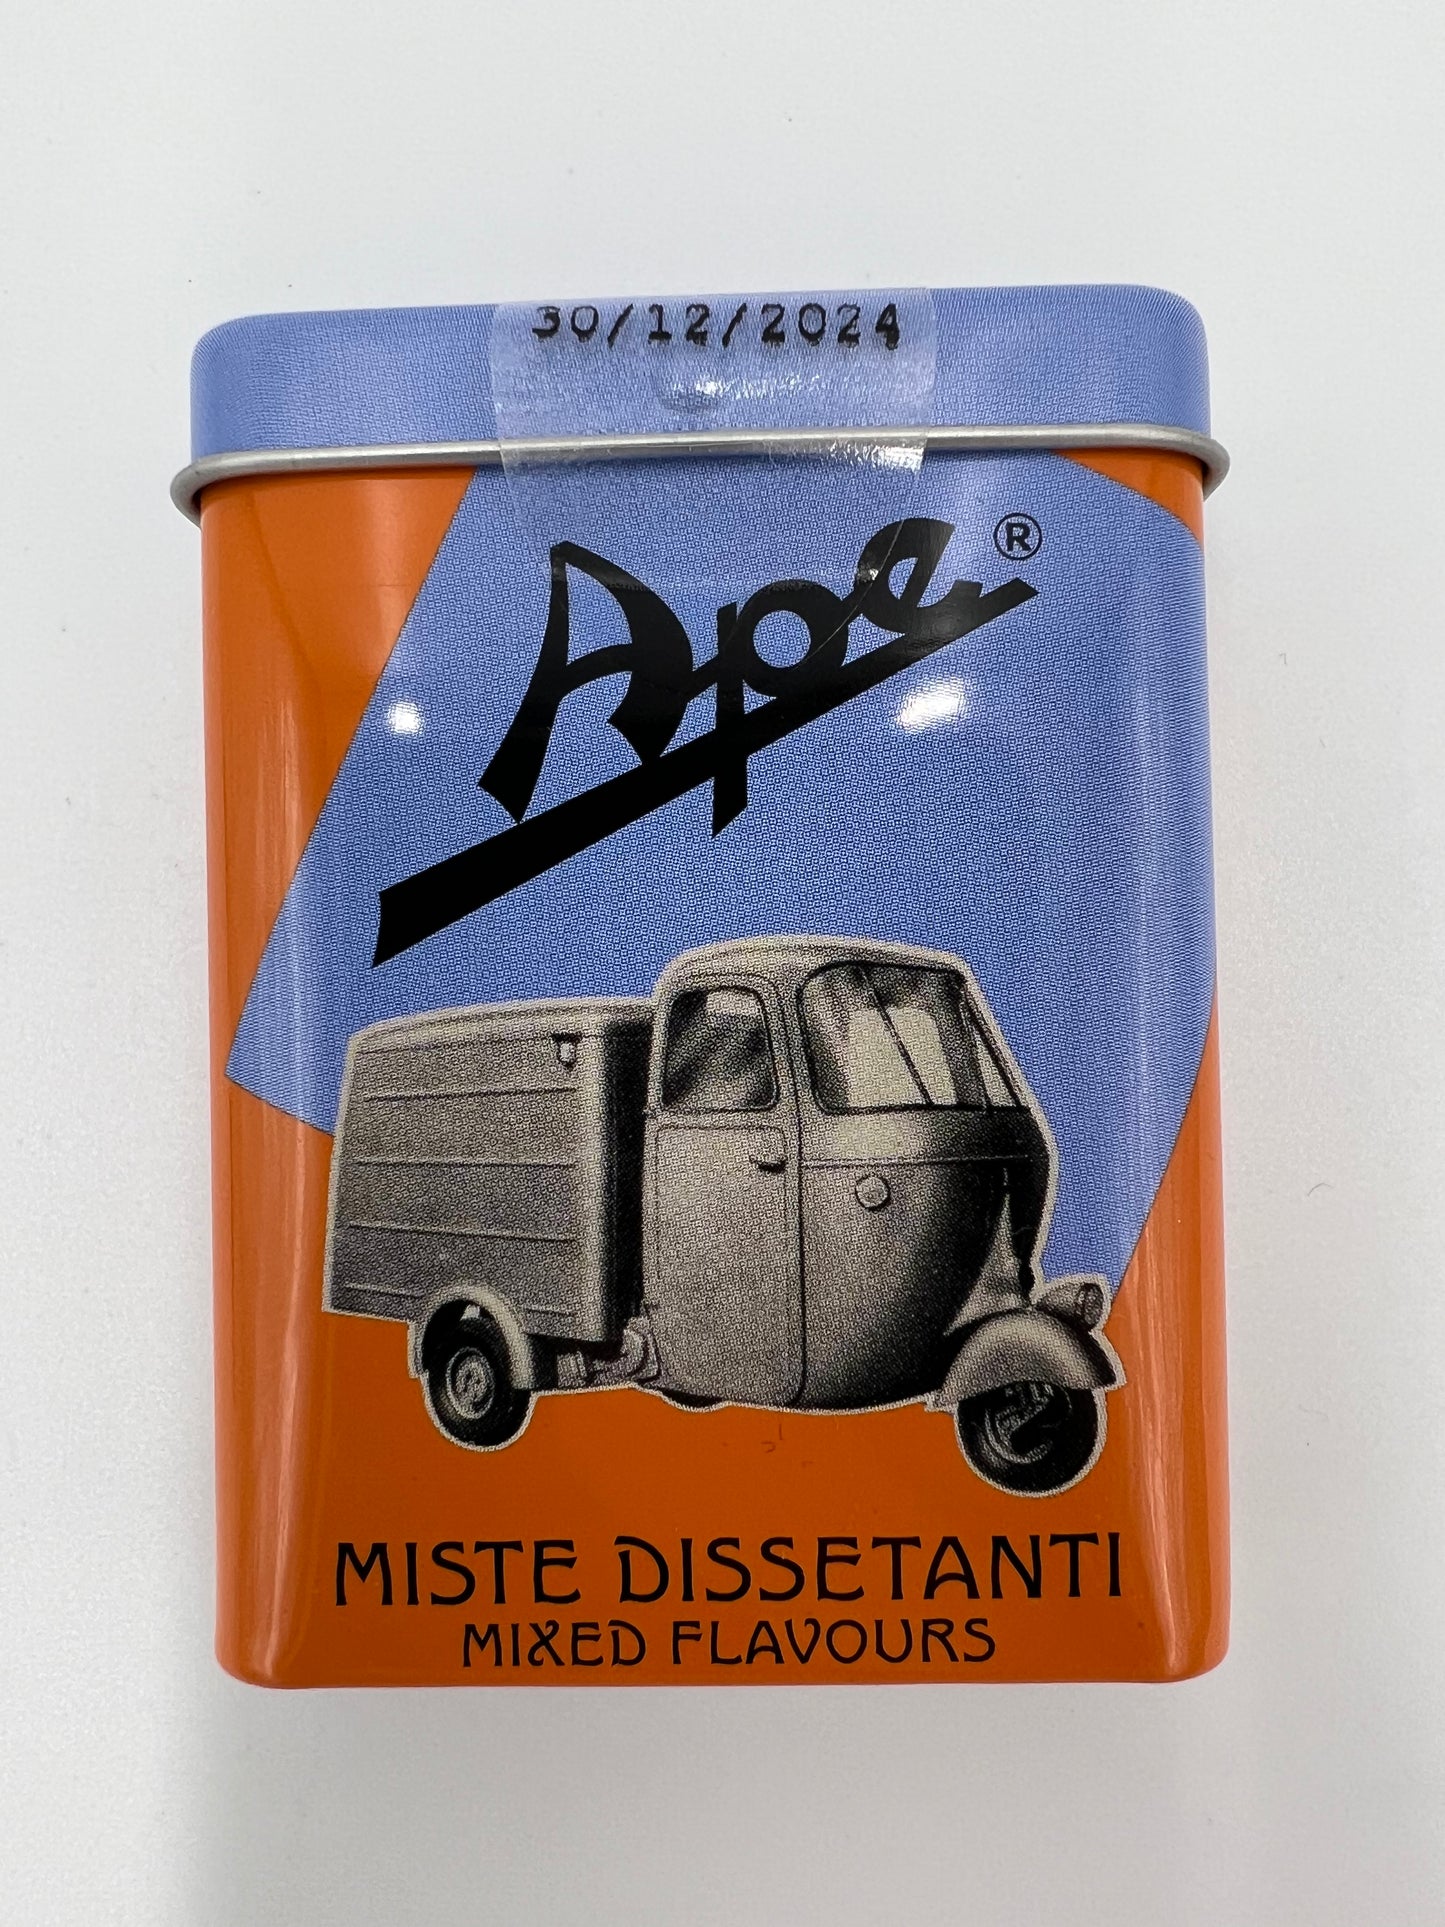 30/12/2024
Ape®
MISTE DISSETANTI
MIXED FLAVOURS